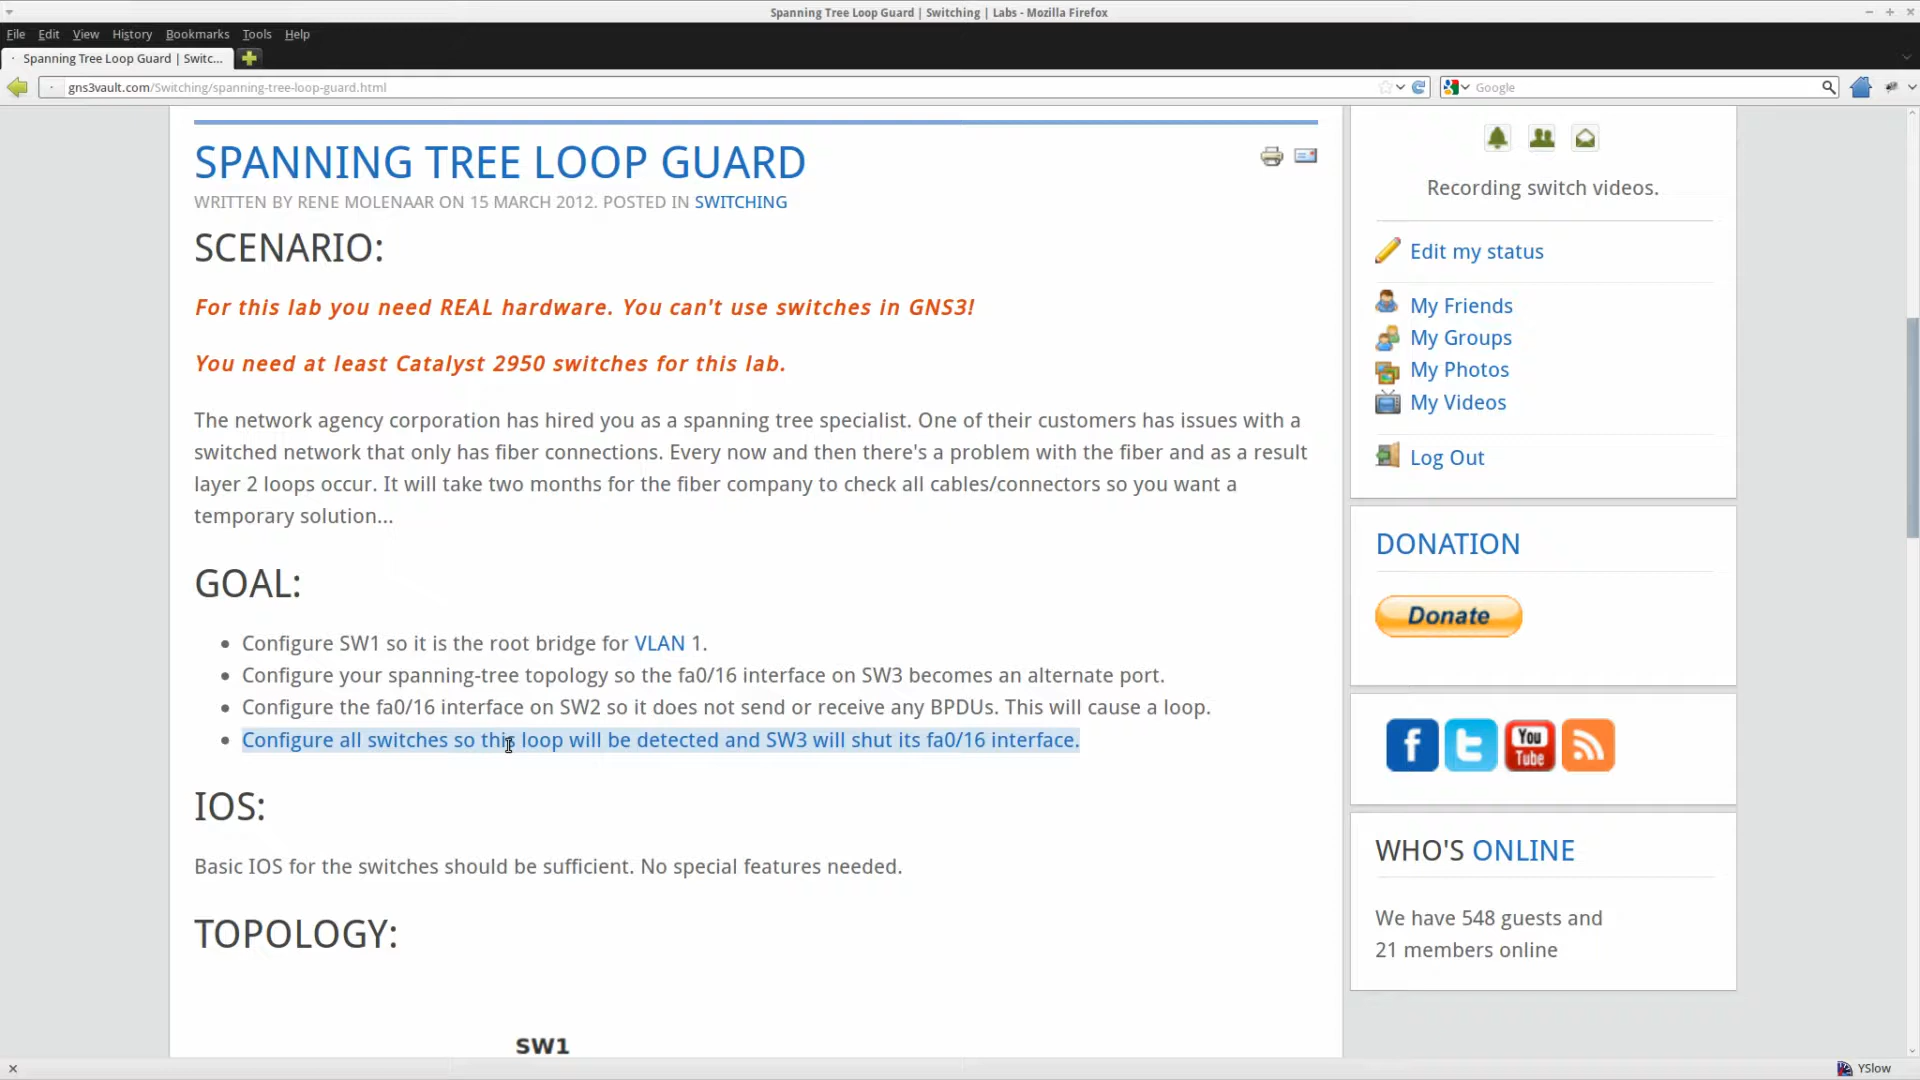 Spanning Tree Loop Guard | Switching | Labs - Mozilla Firefox
File Edit View History Bookmarks Tools Help
Spanning Tree Loop Guard | Switc...
gns3vault.com/Switching/spanning-tree-loop-guard.html
Google
SPANNING TREE LOOP GUARD
WRITTEN BY RENE MOLENAAR ON 15 MARCH 2012. POSTED IN SWITCHING
SCENARIO:
For this lab you need REAL hardware. You can't use switches in GNS3!
You need at least Catalyst 2950 switches for this lab.
The network agency corporation has hired you as a spanning tree specialist. One of their customers has issues with a
switched network that only has fiber connections. Every now and then there's a problem with the fiber and as a result
layer 2 loops occur. It will take two months for the fiber company to check all cables/connectors so you want a
temporary solution...
GOAL:
Configure SW1 so it is the root bridge for VLAN 1.
Configure your spanning-tree topology so the fa0/16 interface on SW3 becomes an alternate port.
Configure the fa0/16 interface on SW2 so it does not send or receive any BPDUs. This will cause a loop.
Configure all switches so this loop will be detected and SW3 will shut its fa0/16 interface.
IOS:
Basic IOS for the switches should be sufficient. No special features needed.
TOPOLOGY:
SW1
Recording switch videos.
Edit my status
My Friends
My Groups
My Photos
My Videos
Log Out
DONATION
Donate
You
Tube
WHO'S ONLINE
We have 548 guests and
21 members online
YSlow